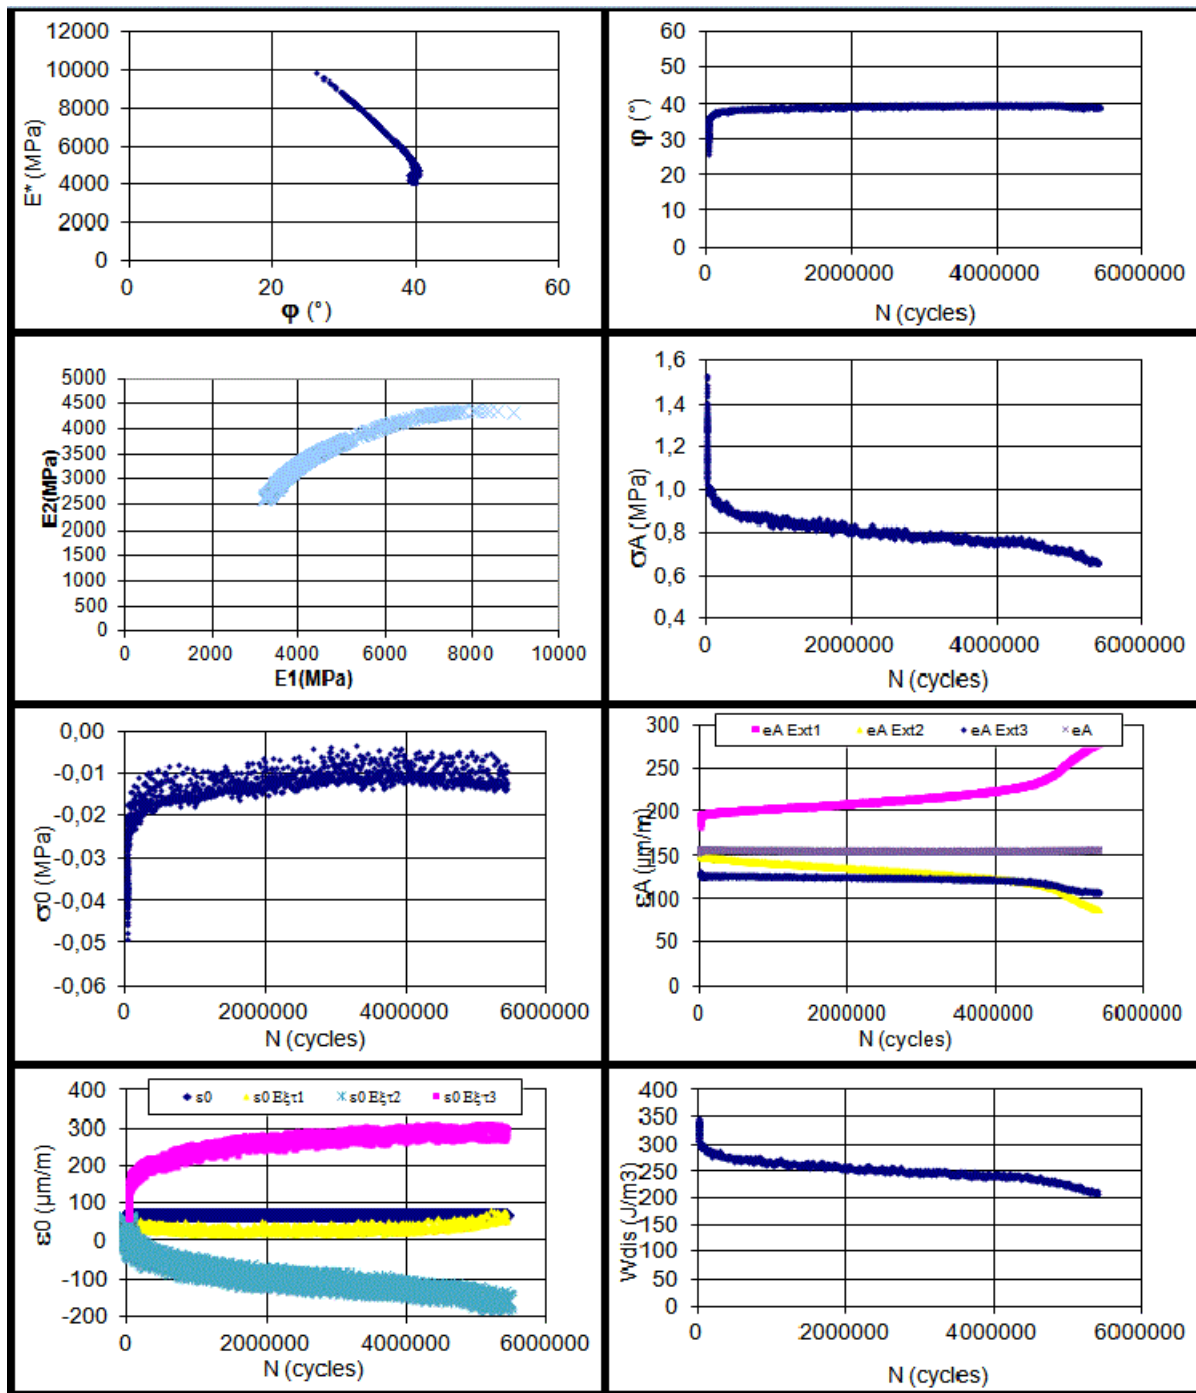 12000
10000
8000
6000
4000
2000
0
E* (MPa)
0 20 40 60
φ (°)
60
50
40
30
20
10
0
φ (°)
0 2000000 4000000 6000000
N (cycles)
5000
4500
4000
3500
3000
2500
2000
1500
1000
500
0
E2(MPa)
0 2000 4000 6000 8000 10000
E1(MPa)
1,6
1,4
1,2
1,0
0,8
0,6
0,4
σA (MPa)
0 2000000 4000000 6000000
N (cycles)
0,00
-0,01
-0,02
-0,03
-0,04
-0,05
-0,06
σ0 (MPa)
0 2000000 4000000 6000000
N (cycles)
eA Ext1 eA Ext2 eA Ext3 eA
300
250
200
150
100
50
0
εA (µm/m)
0 2000000 4000000 6000000
N (cycles)
s0 s0 Εξτ1 s0 Εξτ2 s0 Εξτ3
400
300
200
100
0
-100
-200
ε0 (µm/m)
0 2000000 4000000 6000000
N (cycles)
400
350
300
250
200
150
100
50
0
Wdis (J/m3)
0 2000000 4000000 6000000
N (cycles)